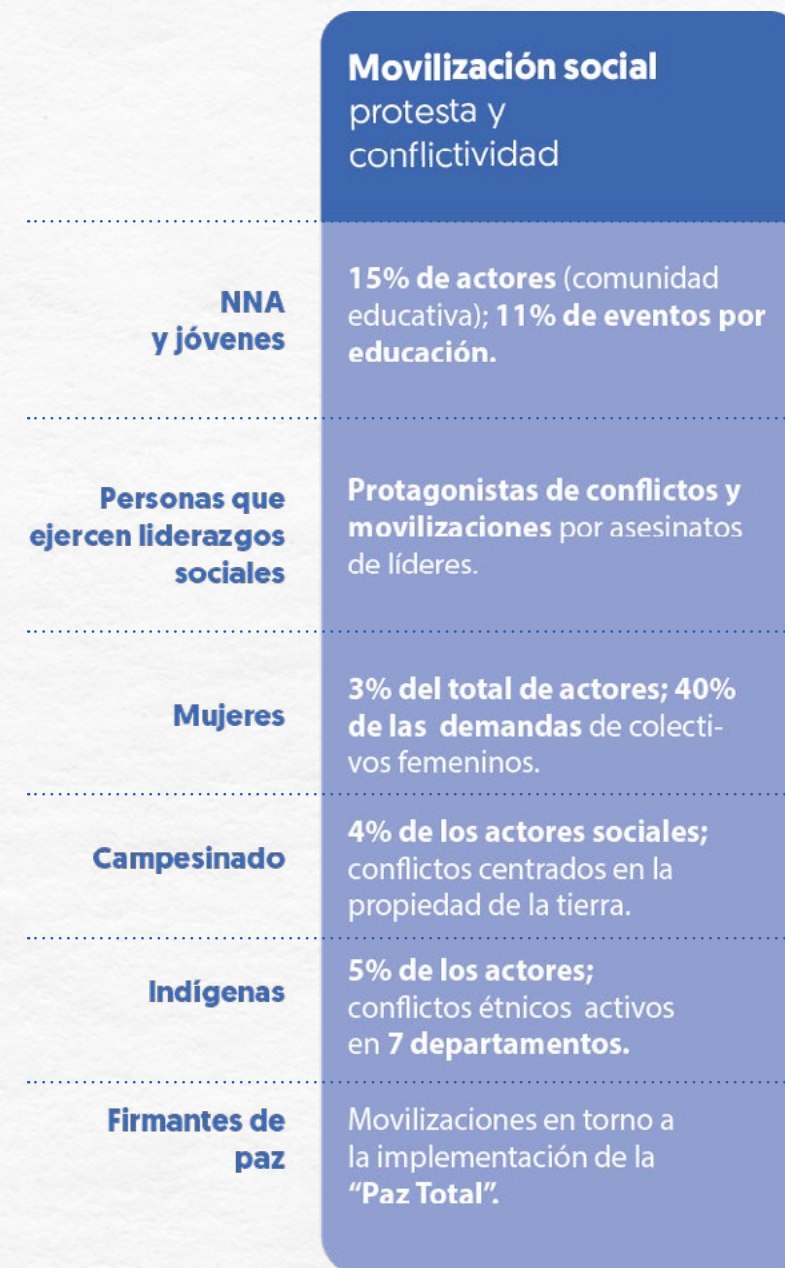 Movilización social
protesta y
conflictividad
NNA
y jóvenes
15% de actores (comunidad
educativa); 11% de eventos por
educación.
Personas que
ejercen liderazgos
sociales
Protagonistas de conflictos y
movilizaciones por asesinatos
de líderes.
Mujeres
3% del total de actores; 40%
de las demandas de colecti-
vos femeninos.
Campesinado
4% de los actores sociales;
conflictos centrados en la
propiedad de la tierra.
Indígenas
5% de los actores;
conflictos étnicos activos
en 7 departamentos.
Firmantes de
paz
Movilizaciones en torno a
la implementación de la
“Paz Total”.